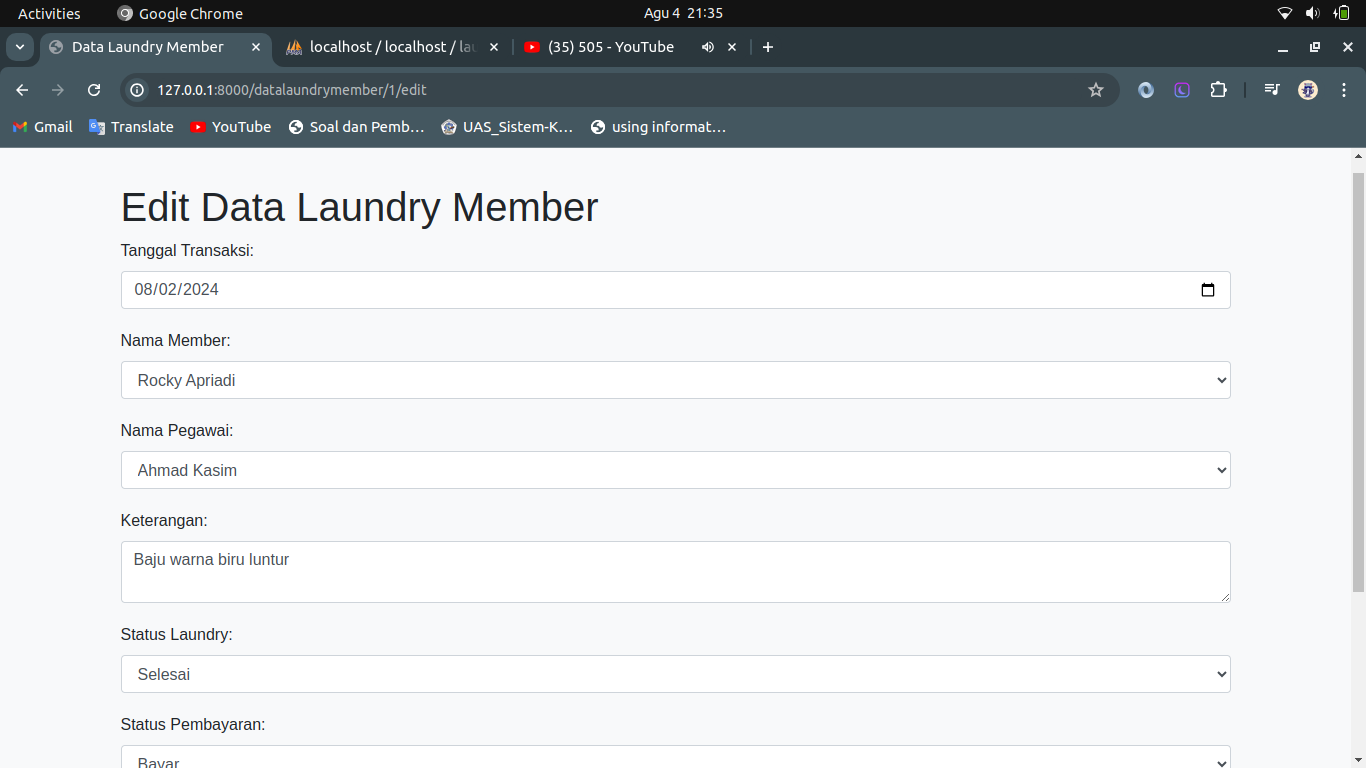 Activities Google Chrome Agu 4 21:35
Data Laundry Member localhost / localhost / lau (35) 505 - YouTube
127.0.0.1:8000/datalaundrymember/1/edit
Gmail Translate YouTube Soal dan Pemb… UAS_Sistem-K… using informat…
Edit Data Laundry Member
Tanggal Transaksi:
08/02/2024
Nama Member:
Rocky Apriadi
Nama Pegawai:
Ahmad Kasim
Keterangan:
Baju warna biru luntur
Status Laundry:
Selesai
Status Pembayaran:
Bayar